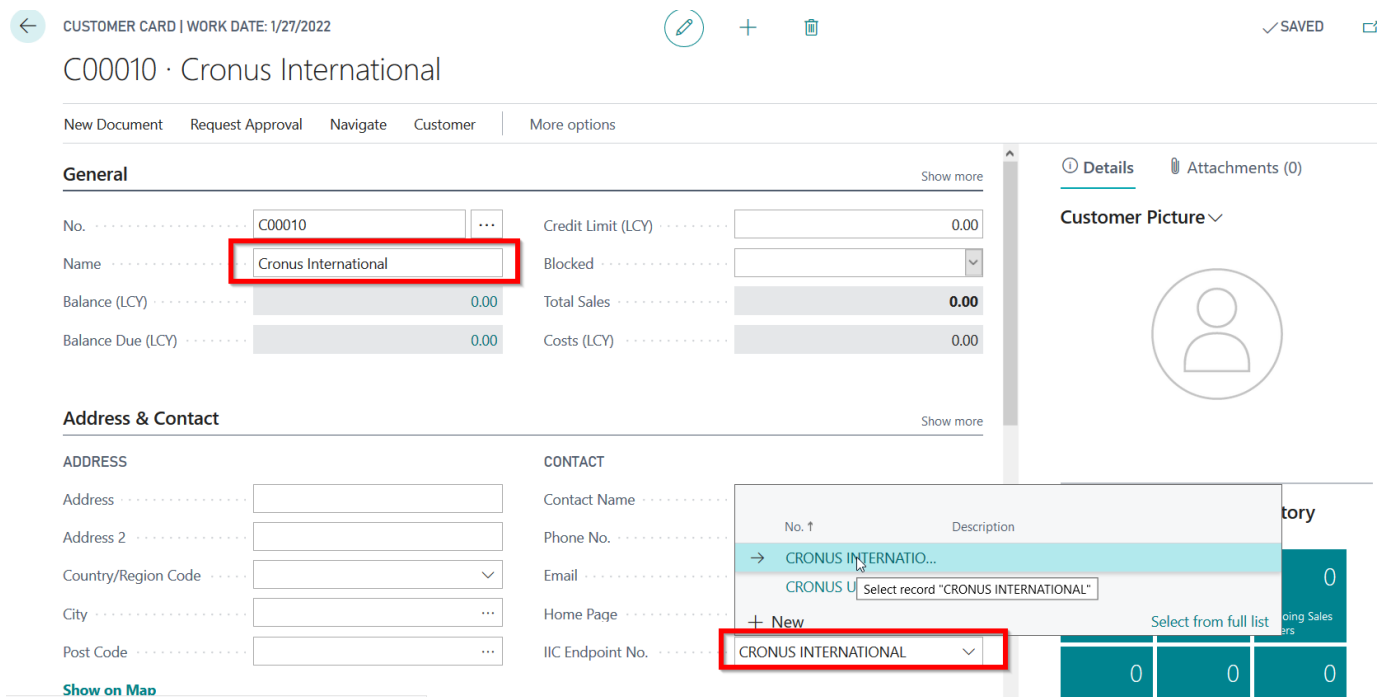 CUSTOMER CARD | WORK DATE: 1/27/2022
SAVED
C00010 · Cronus International
New Document Request Approval Navigate Customer More options
General Show more
No. C00010 ...
Name Cronus International
Balance (LCY) 0.00
Balance Due (LCY) 0.00
Credit Limit (LCY) 0.00
Blocked
Total Sales 0.00
Costs (LCY) 0.00
Address & Contact Show more
ADDRESS
Address
Address 2
Country/Region Code
City ...
Post Code ...
Show on Map
CONTACT
Contact Name
Phone No.
Email
Home Page
IIC Endpoint No. CRONUS INTERNATIONAL
No. ↑ Description
CRONUS INTERNATIO...
CRONUS U
Select record "CRONUS INTERNATIONAL"
+ New Select from full list
Details Attachments (0)
Customer Picture
tory
0
oing Sales
ers
0 0 0